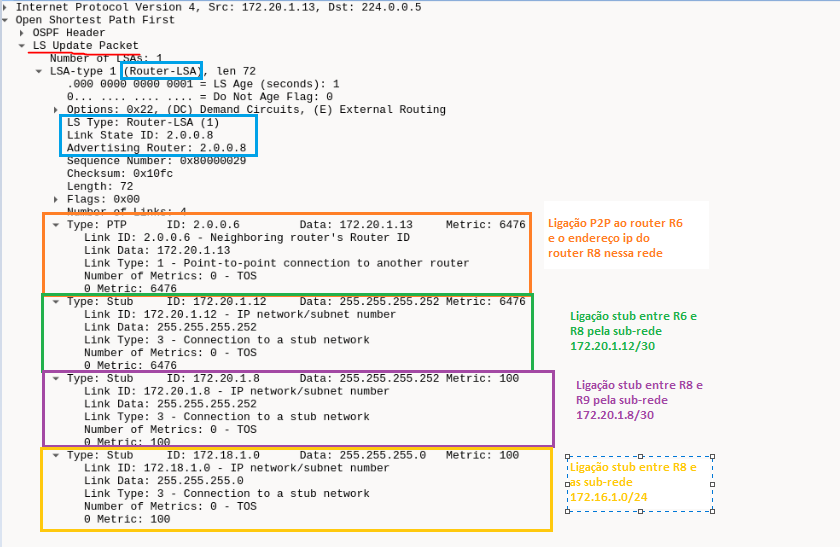 Internet Protocol Version 4, Src: 172.20.1.13, Dst: 224.0.0.5
Open Shortest Path First
OSPF Header
LS Update Packet
Number of LSAs: 1
LSA-type 1 (Router-LSA), len 72
.000 0000 0000 0001 = LS Age (seconds): 1
0... .... .... .... = Do Not Age Flag: 0
Options: 0x22, (DC) Demand Circuits, (E) External Routing
LS Type: Router-LSA (1)
Link State ID: 2.0.0.8
Advertising Router: 2.0.0.8
Sequence Number: 0x80000029
Checksum: 0x10fc
Length: 72
Flags: 0x00
Number of Links: 4
Type: PTP ID: 2.0.0.6 Data: 172.20.1.13 Metric: 6476
Link ID: 2.0.0.6 - Neighboring router's Router ID
Link Data: 172.20.1.13
Link Type: 1 - Point-to-point connection to another router
Number of Metrics: 0 - TOS
0 Metric: 6476
Ligação P2P ao router R6
e o endereço ip do
router R8 nessa rede
Type: Stub ID: 172.20.1.12 Data: 255.255.255.252 Metric: 6476
Link ID: 172.20.1.12 - IP network/subnet number
Link Data: 255.255.255.252
Link Type: 3 - Connection to a stub network
Number of Metrics: 0 - TOS
0 Metric: 6476
Ligação stub entre R6 e
R8 pela sub-rede
172.20.1.12/30
Type: Stub ID: 172.20.1.8 Data: 255.255.255.252 Metric: 100
Link ID: 172.20.1.8 - IP network/subnet number
Link Data: 255.255.255.252
Link Type: 3 - Connection to a stub network
Number of Metrics: 0 - TOS
0 Metric: 100
Ligação stub entre R8 e
R9 pela sub-rede
172.20.1.8/30
Type: Stub ID: 172.18.1.0 Data: 255.255.255.0 Metric: 100
Link ID: 172.18.1.0 - IP network/subnet number
Link Data: 255.255.255.0
Link Type: 3 - Connection to a stub network
Number of Metrics: 0 - TOS
0 Metric: 100
Ligação stub entre R8 e
as sub-rede
172.16.1.0/24